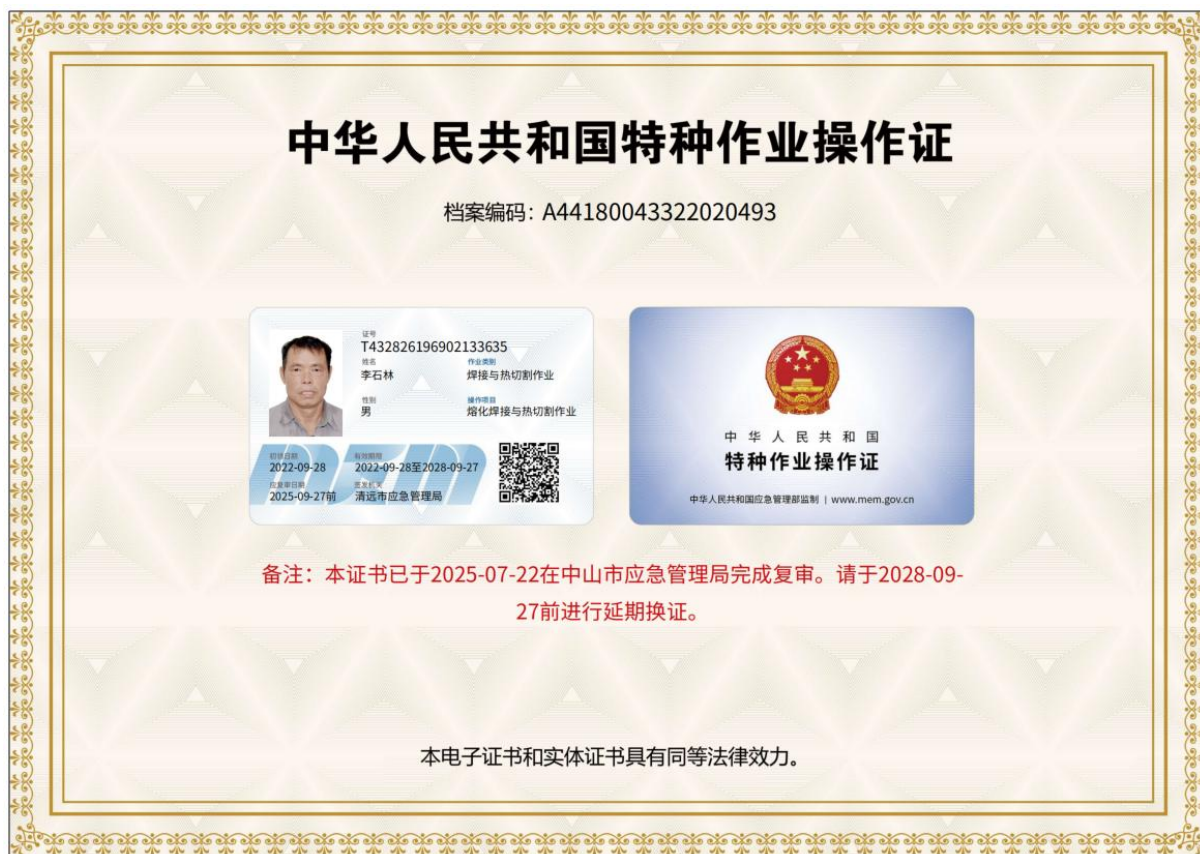 中华人民共和国特种作业操作证
档案编码：A44180043322020493
证号
T432826196902133635
姓名
李石林
作业类别
焊接与热切割作业
性别
男
操作项目
熔化焊接与热切割作业
初领日期
2022-09-28
有效期限
2022-09-28至2028-09-27
应复审日期
2025-09-27前
签发机关
清远市应急管理局
中华人民共和国
特种作业操作证
中华人民共和国应急管理部监制 | www.mem.gov.cn
备注：本证书已于2025-07-22在中山市应急管理局完成复审。请于2028-09-
27前进行延期换证。
本电子证书和实体证书具有同等法律效力。